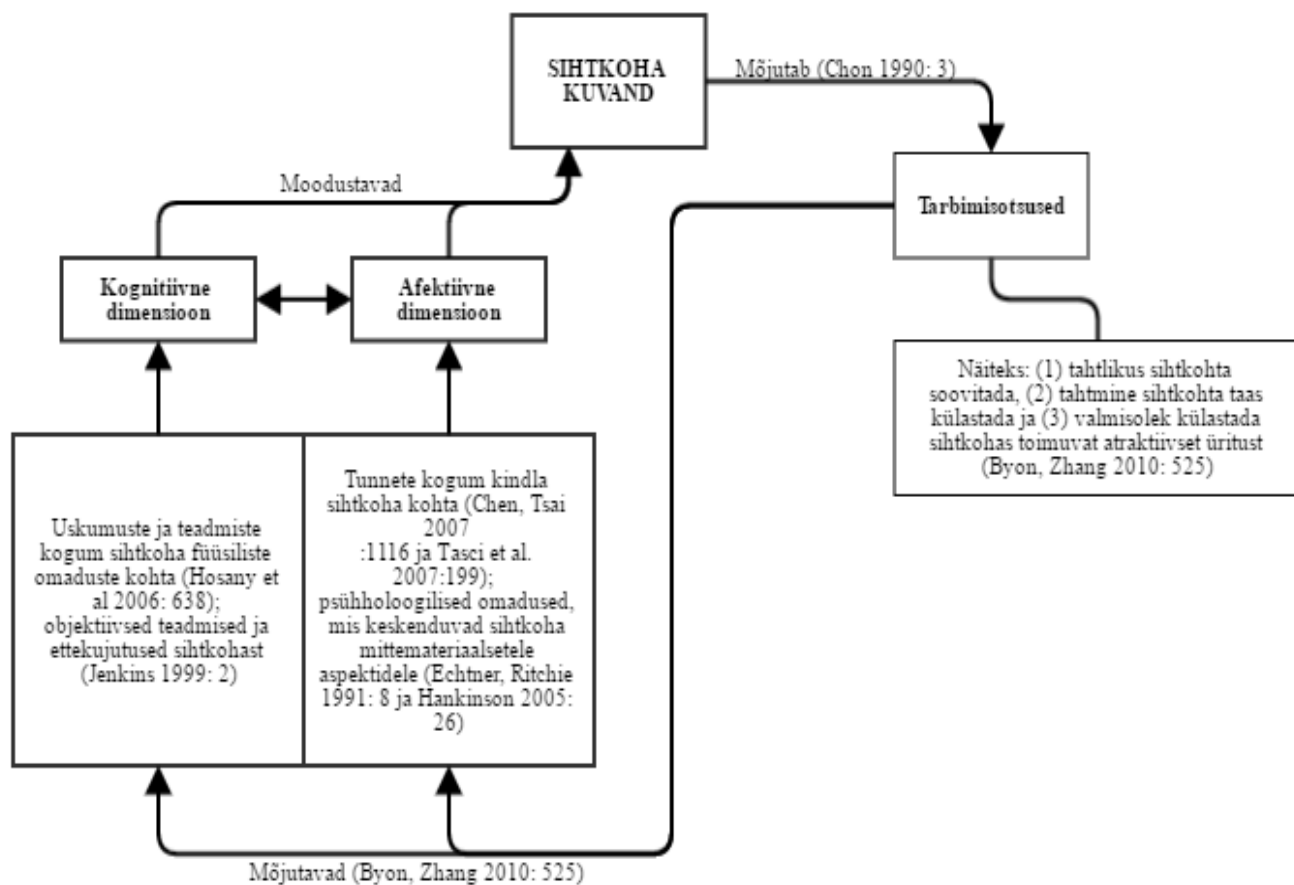 SIHTKOHA
KUVAND
Mõjutab (Chon 1990: 3)
Tarbimisotsused
Moodustavad
Kognitiivne
dimensioon
Afektiivne
dimensioon
Näiteks: (1) tahtlikus sihtkohta
soovitada, (2) tahtmine sihtkohta taas
külastada ja (3) valmisolek külastada
sihtkohas toimuvat atraktiivset üritust
(Byon, Zhang 2010: 525)
Uskumuste ja teadmiste
kogum sihtkoha füüsiliste
omaduste kohta (Hosany et
al 2006: 638);
objektiivsed teadmised ja
ettekujutused sihtkohast
(Jenkins 1999: 2)
Tunnete kogum kindla
sihtkoha kohta (Chen, Tsai
2007
:1116 ja Tasci et al.
2007:199);
psühholoogilised omadused,
mis keskenduvad sihtkoha
mittemateriaalsetele
aspektidele (Echtner, Ritchie
1991: 8 ja Hankinson 2005:
26)
Mõjutavad (Byon, Zhang 2010: 525)